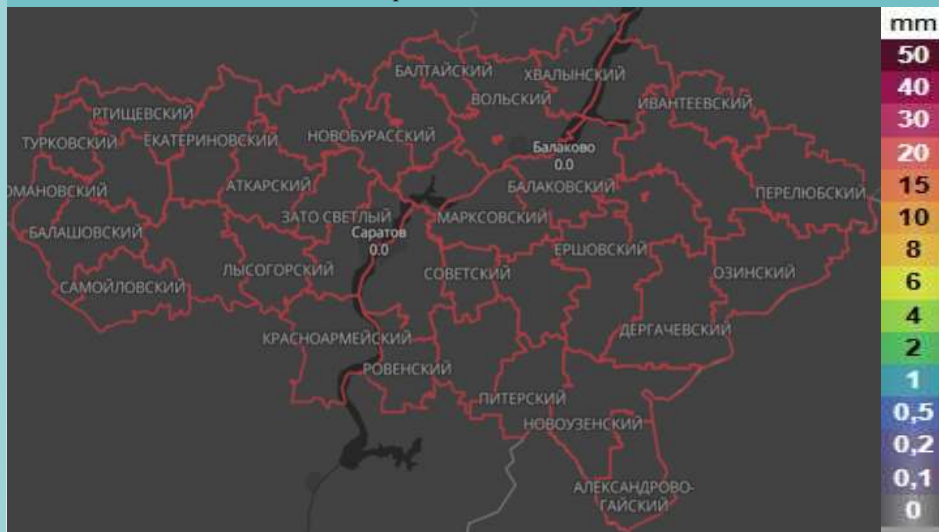 БАЛТАЙСКИЙ
ХВАЛЫНСКИЙ
ВОЛЬСКИЙ
ИВАНТЕЕВСКИЙ
РТИЩЕВСКИЙ
ТУРКОВСКИЙ
ЕКАТЕРИНОВСКИЙ
НОВОБУРАССКИЙ
Балаково
0.0
ОМАНОВСКИЙ
АТКАРСКИЙ
БАЛАКОВСКИЙ
ПЕРЕЛЮБСКИЙ
ЗАТО СВЕТЛЫЙ
МАРКСОВСКИЙ
Саратов
0.0
БАЛАШОВСКИЙ
ЕРШОВСКИЙ
ЛЫСОГОРСКИЙ
СОВЕТСКИЙ
ОЗИНСКИЙ
САМОЙЛОВСКИЙ
КРАСНОАРМЕЙСКИЙ
ДЕРГАЧЕВСКИЙ
РОВЕНСКИЙ
ПИТЕРСКИЙ
НОВОУЗЕНСКИЙ
АЛЕКСАНДРОВО-
ГАЙСКИЙ
mm
50
40
30
20
15
10
8
6
4
2
1
0,5
0,2
0,1
0